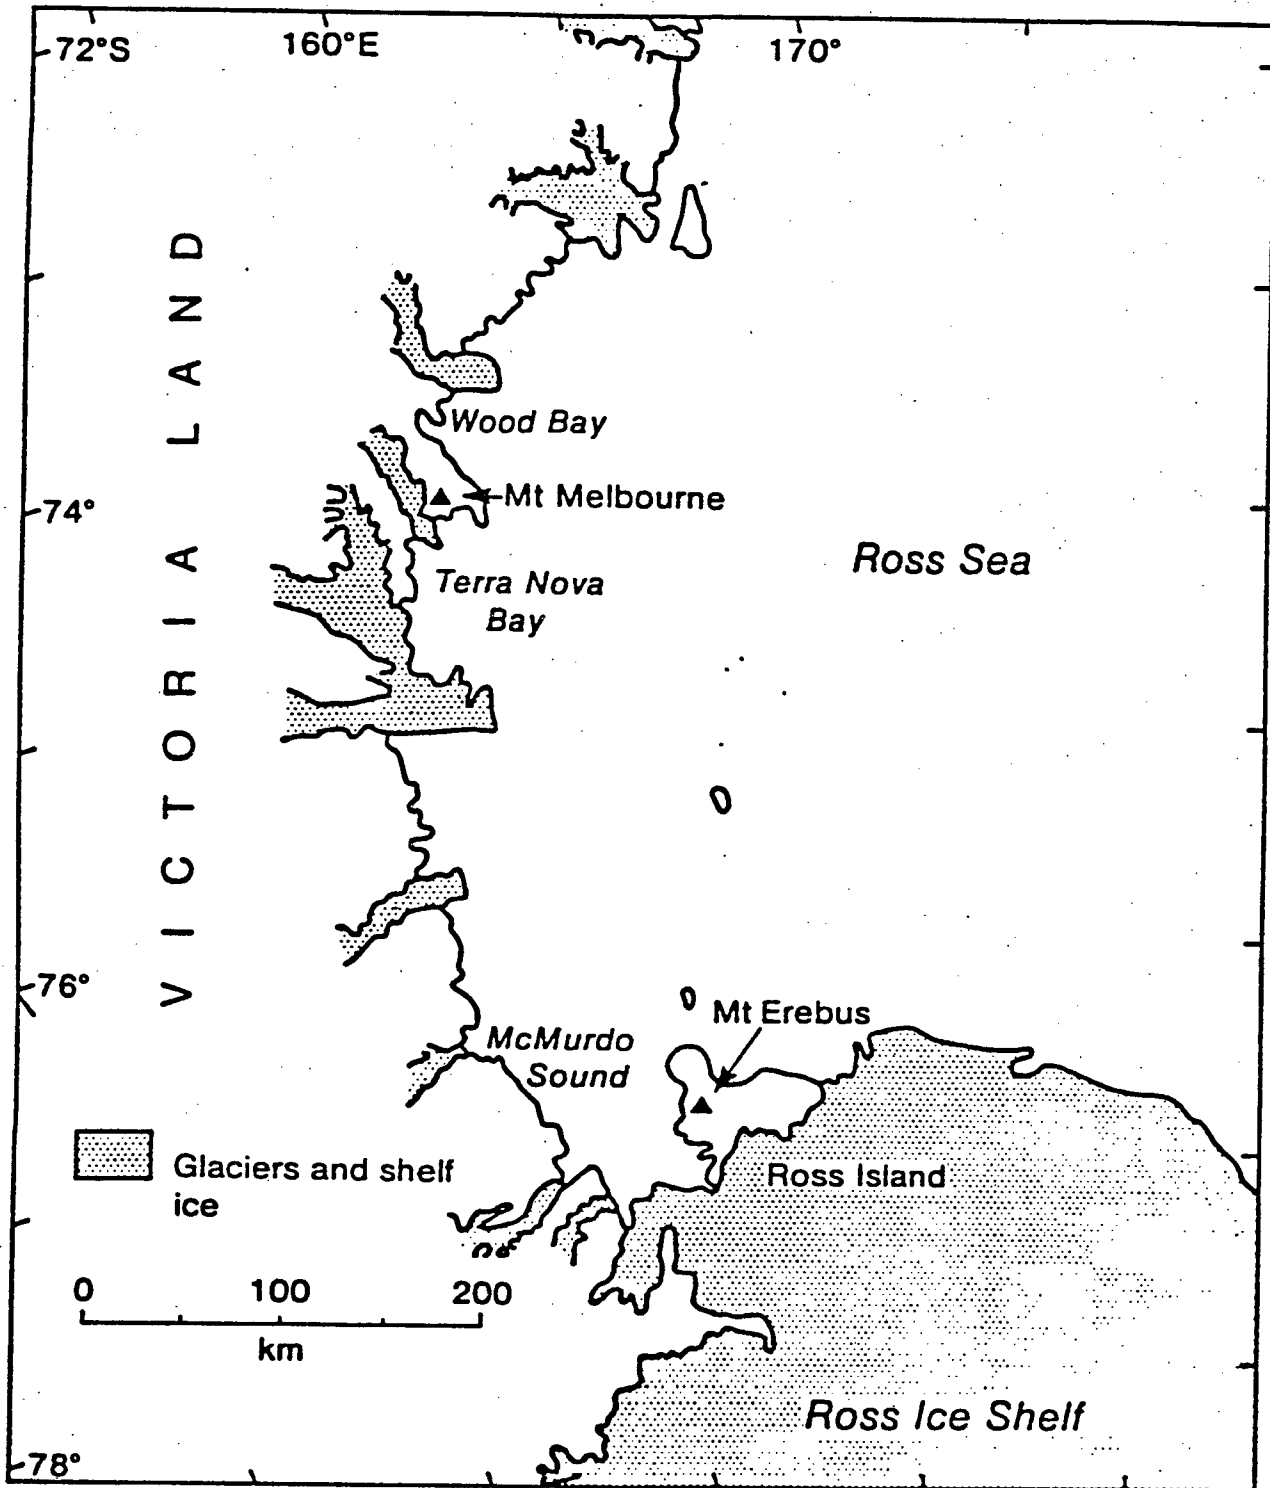 72°S
160°E
170°
VICTORIA LAND
Wood Bay
Mt Melbourne
74°
Ross Sea
Terra Nova
Bay
76°
Mt Erebus
McMurdo
Sound
Glaciers and shelf
ice
Ross Island
0 100 200
km
Ross Ice Shelf
78°